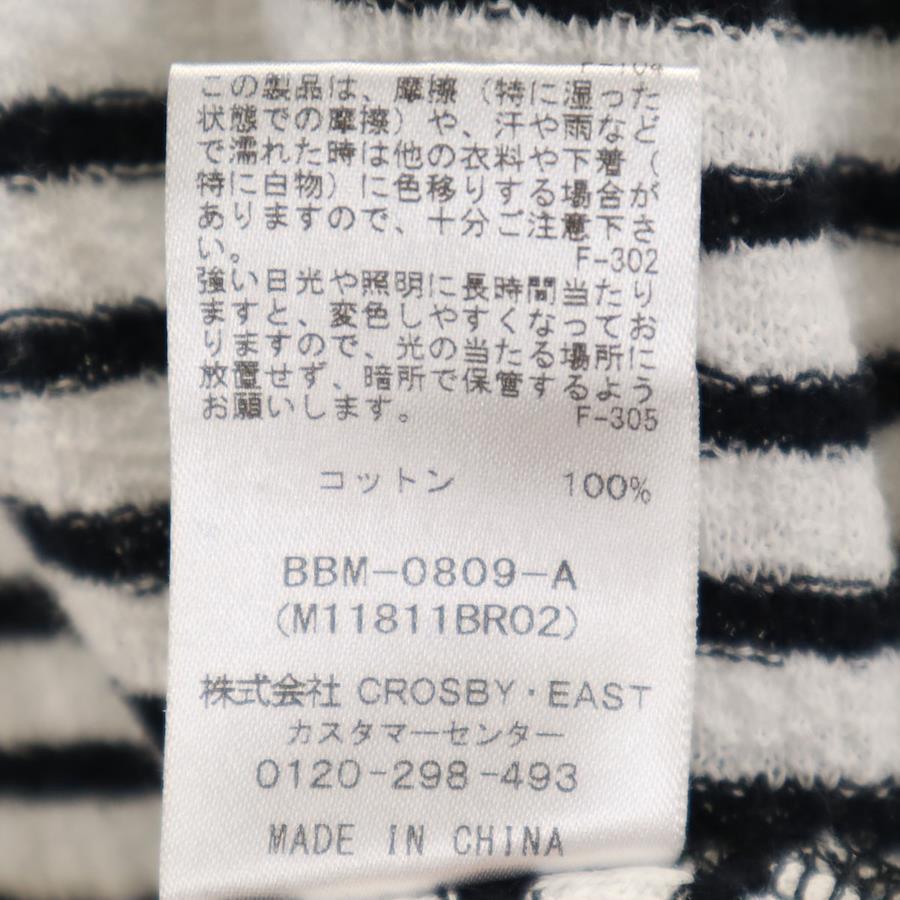 この製品は、摩擦(特に湿った
状態での摩擦)や、汗や雨など
で濡れた時は他の衣料や下着(
特に白物)に色移りする場合が
ありますので、十分ご注意下さ
い。 F-302
強い日光や照明に長時間当たり
ますと、変色しやすくなってお
りますので、光の当たる場所に
放置せず、暗所で保管するよう
お願いします。 F-305
コットン 100%
BBM-0809-A
(M11811BR02)
株式会社 CROSBY・EAST
カスタマーセンター
0120-298-493
MADE IN CHINA